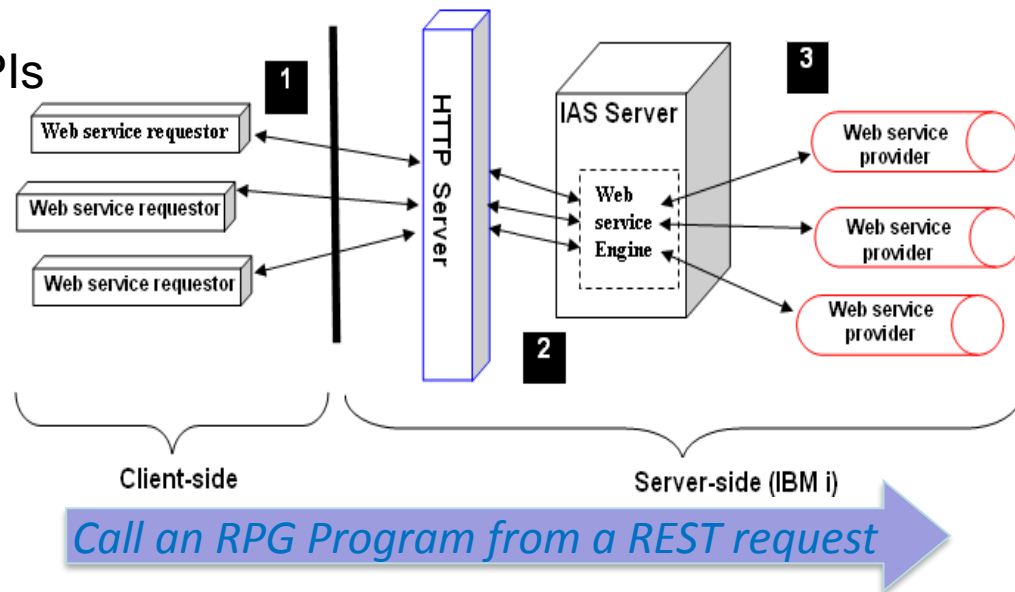 PIs
1
Web service requestor
Web service requestor
Web service requestor
HTTP Server
IAS Server
Web
service
Engine
2
3
Web service
provider
Web service
provider
Web service
provider
Client-side
Server-side (IBM i)
Call an RPG Program from a REST request